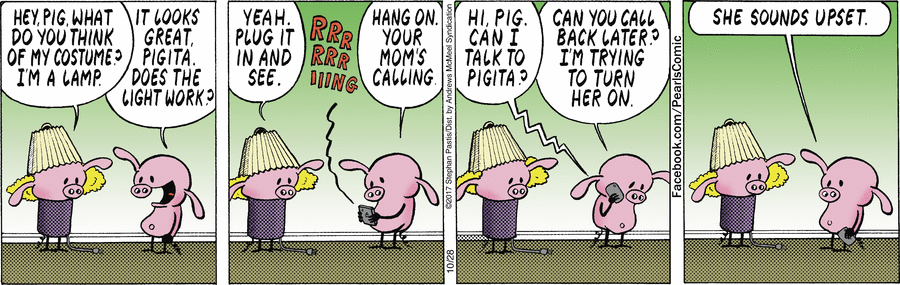 HEY, PIG, WHAT
DO YOU THINK
OF MY COSTUME?
I'M A LAMP.
IT LOOKS
GREAT,
PIGITA.
DOES THE
LIGHT WORK?
YEAH.
PLUG IT
IN AND
SEE.
RRR
RRR
IIING
HANG ON.
YOUR
MOM'S
CALLING.
©2017 Stephan Pastis/Dist. by Andrews McMeel Syndication
10/28
HI, PIG.
CAN I
TALK TO
PIGITA?
CAN YOU CALL
BACK LATER?
I'M TRYING
TO TURN
HER ON.
Facebook.com/PearlsComic
SHE SOUNDS UPSET.